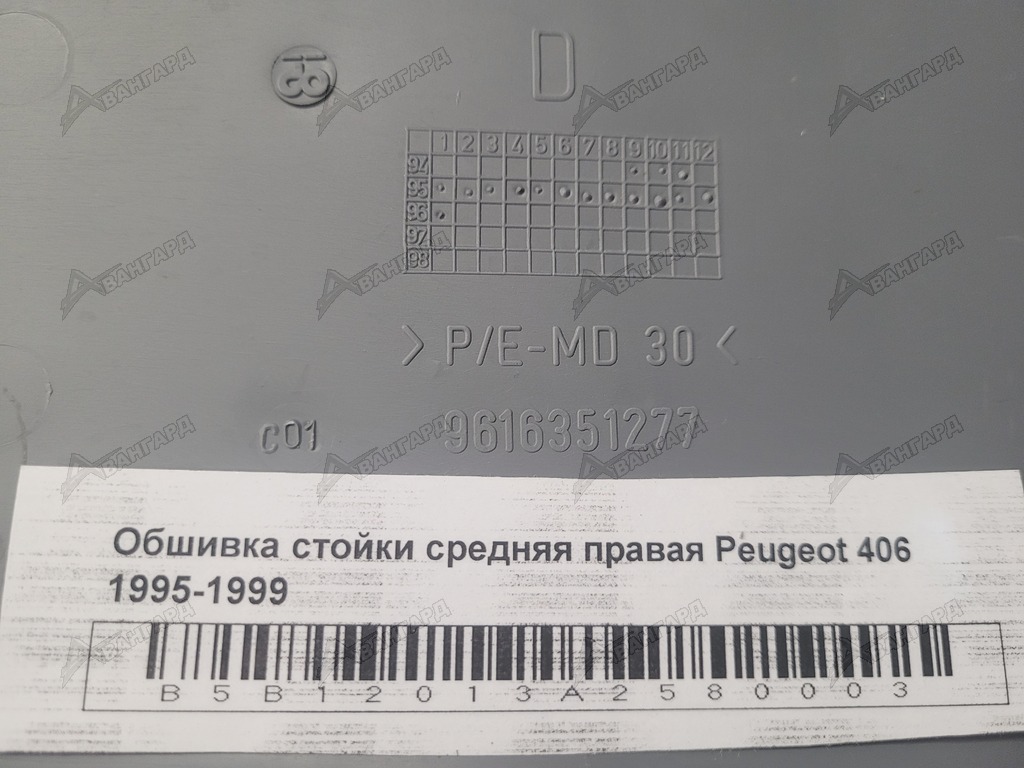 D
1 2 3 4 5 6 7 8 9 10 11 12
94
95
96
97
98
>P/E-MD 30<
C01 9616351277
Обшивка стойки средняя правая Peugeot 406
1995-1999
B5B12013A2580003
АВАНГАРД